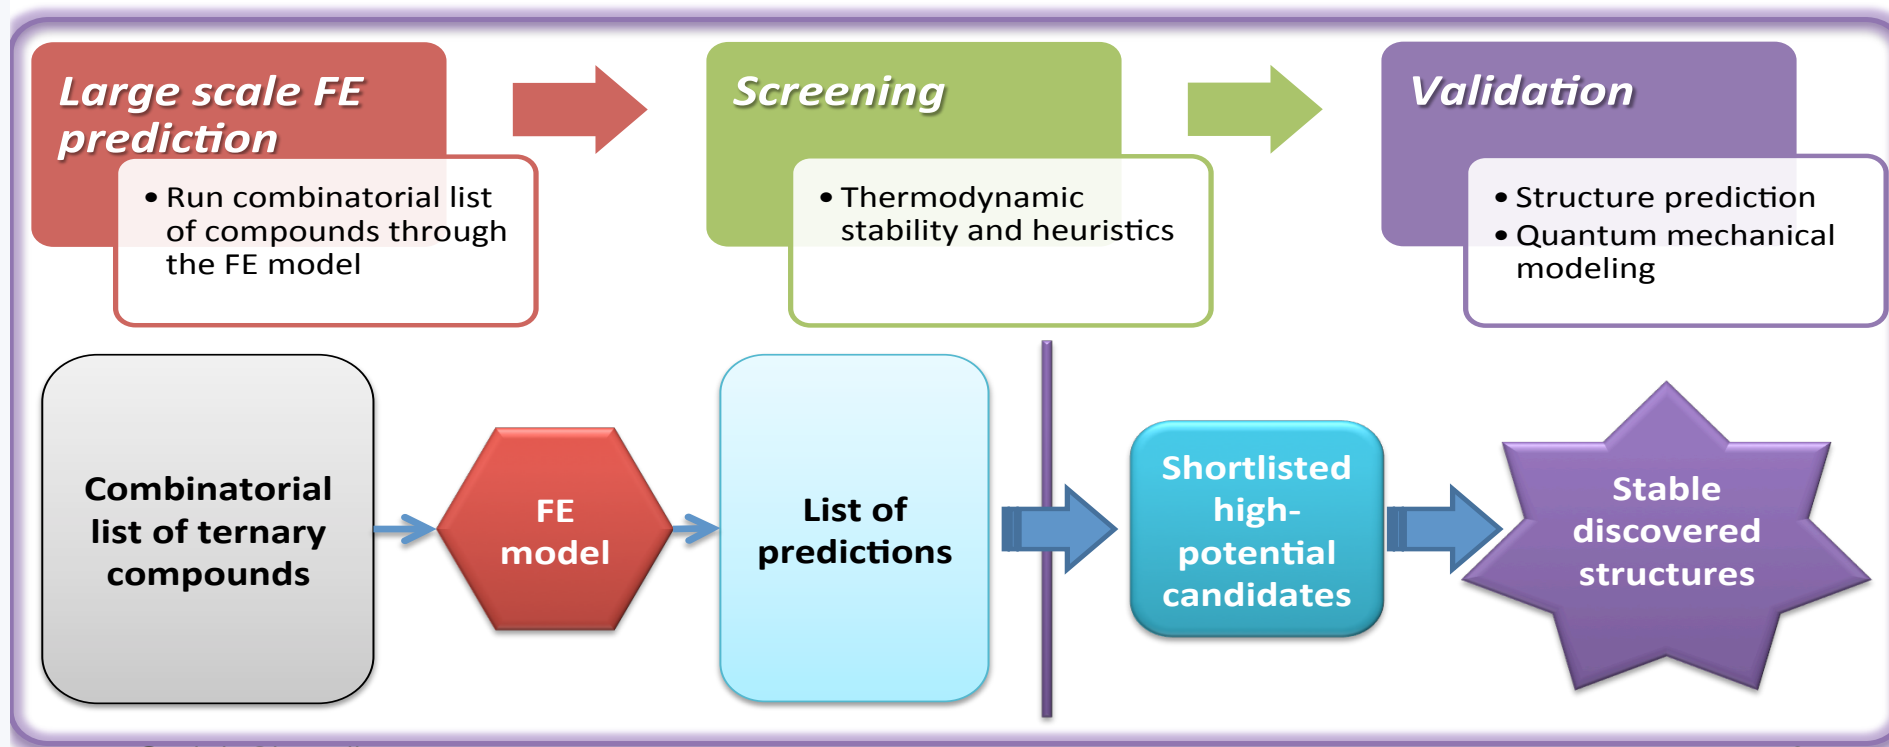 Large scale FE
prediction
• Run combinatorial list
of compounds through
the FE model
Screening
• Thermodynamic
stability and heuristics
Validation
• Structure prediction
• Quantum mechanical
modeling
Combinatorial
list of ternary
compounds
FE
model
List of
predictions
Shortlisted
high-
potential
candidates
Stable
discovered
structures